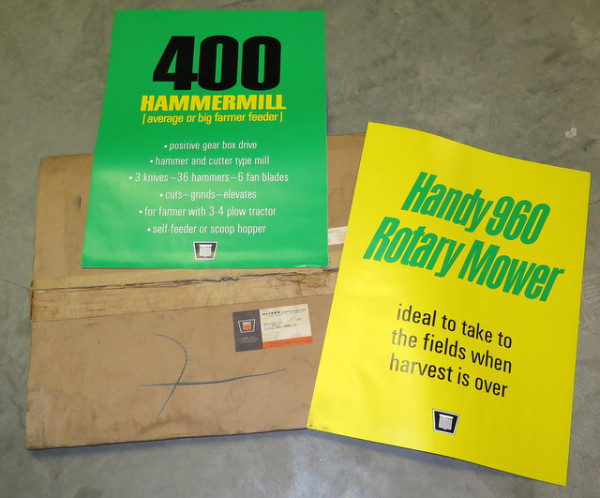 400
HAMMERMILL
[average or big farmer feeder]
• positive gear box drive
• hammer and cutter type mill
• 3 knives—36 hammers—6 fan blades
• cuts—grinds—elevates
• for farmer with 3-4 plow tractor
• self-feeder or scoop hopper
Handy 960
Rotary Mower
ideal to take to
the fields when
harvest is over
OLIVER